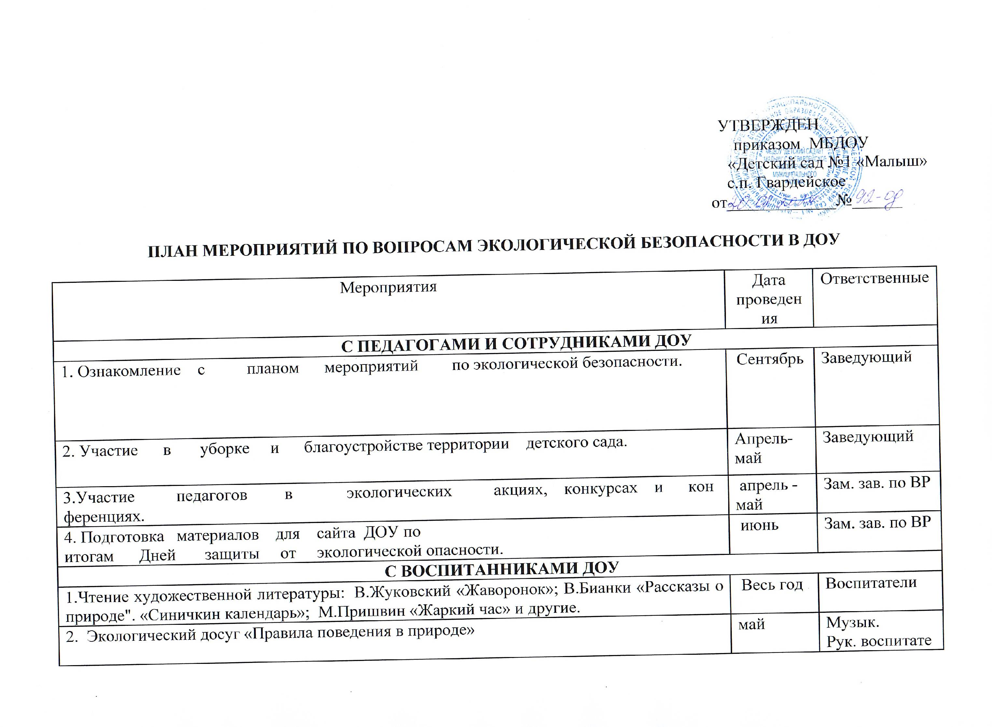 УТВЕРЖДЕН
приказом МБДОУ
«Детский сад №1 «Малыш»
с.п. Гвардейское
от № 92-од
ПЛАН МЕРОПРИЯТИЙ ПО ВОПРОСАМ ЭКОЛОГИЧЕСКОЙ БЕЗОПАСНОСТИ В ДОУ
Мероприятия
Дата
проведен
ия
Ответственные
С ПЕДАГОГАМИ И СОТРУДНИКАМИ ДОУ
1. Ознакомление с планом мероприятий по экологической безопасности.
Сентябрь
Заведующий
2. Участие в уборке и благоустройстве территории детского сада.
Апрель-
май
Заведующий
3.Участие педагогов в экологических акциях, конкурсах и кон
ференциях.
апрель -
май
Зам. зав. по ВР
4. Подготовка материалов для сайта ДОУ по
итогам Дней защиты от экологической опасности.
июнь
Зам. зав. по ВР
С ВОСПИТАННИКАМИ ДОУ
1.Чтение художественной литературы: В.Жуковский «Жаворонок»; В.Бианки «Рассказы о
природе". «Синичкин календарь»; М.Пришвин «Жаркий час» и другие.
Весь год
Воспитатели
2. Экологический досуг «Правила поведения в природе»
май
Музык.
Рук. воспитате